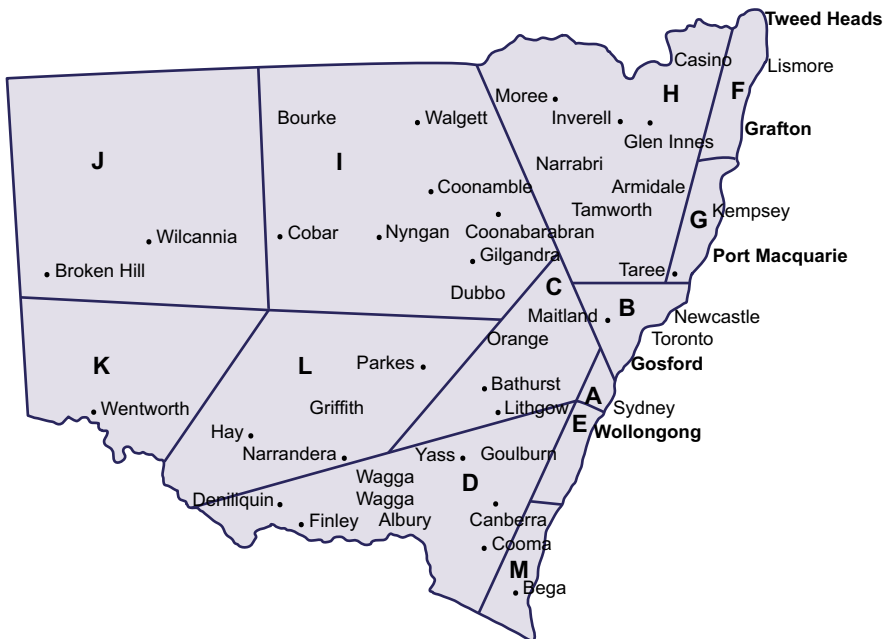 Tweed Heads
Casino
Lismore
H
F
Moree
Inverell
Glen Innes
Grafton
Bourke
Walgett
J
I
Narrabri
Armidale
Coonamble
Tamworth
G
Kempsey
Wilcannia
Cobar
Nyngan
Coonabarabran
Gilgandra
Port Macquarie
Broken Hill
Taree
Dubbo
C
B
Maitland
Newcastle
Orange
Toronto
K
L
Parkes
Gosford
Bathurst
A
Wentworth
Griffith
Lithgow
Sydney
E
Wollongong
Hay
Narrandera
Yass
Goulburn
Wagga
Wagga
D
Deniliquin
Finley
Albury
Canberra
Cooma
M
Bega